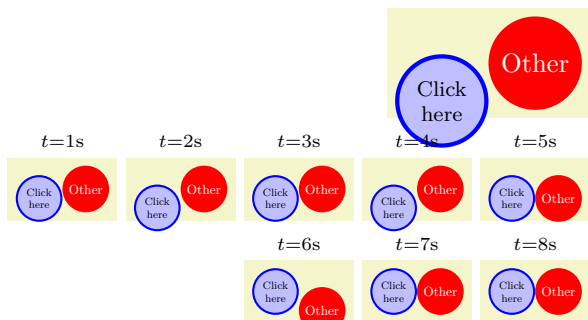 Click
here
Other
t=1s
t=2s
t=3s
t=4s
t=5s
Click
here
Other
Click
here
Other
Click
here
Other
Click
here
Other
Click
here
Other
t=6s
t=7s
t=8s
Click
here
Other
Click
here
Other
Click
here
Other